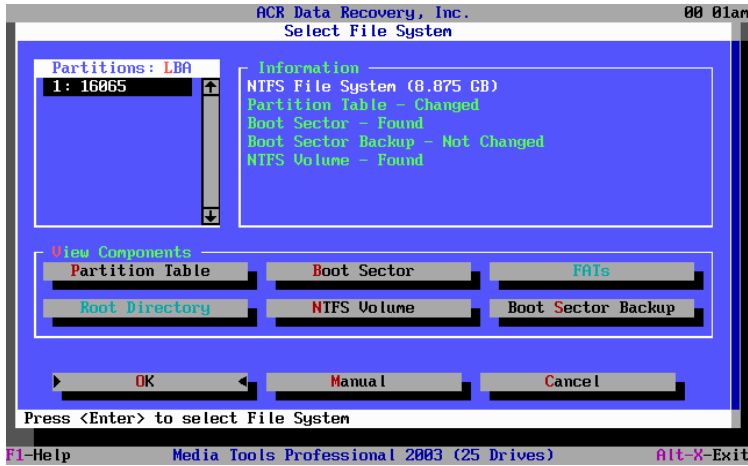 ACR Data Recovery, Inc. 00 01am
Select File System
Partitions: LBA
1: 16065
Information
NTFS File System (8.875 GB)
Partition Table - Changed
Boot Sector - Found
Boot Sector Backup - Not Changed
NTFS Volume - Found
View Components
Partition Table Boot Sector FATs
Root Directory NTFS Volume Boot Sector Backup
OK Manual Cancel
Press <Enter> to select File System
F1-Help Media Tools Professional 2003 (25 Drives) Alt-X-Exit